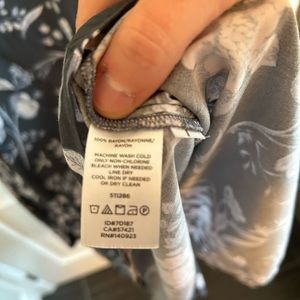 100% RAYON/RAYONNE/
RAYON
MACHINE WASH COLD
ONLY NON-CHLORINE
BLEACH WHEN NEEDED
LINE DRY
COOL IRON IF NEEDED
OR DRY CLEAN
511286
ID#70187
CA#57421
RN#140923